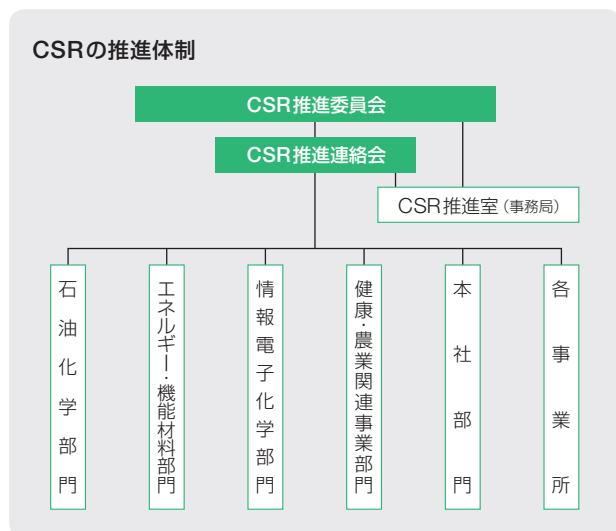 CSRの推進体制
CSR推進委員会
CSR推進連絡会
CSR推進室（事務局）
石油化学部門
エネルギー・機能材料部門
情報電子化学部門
健康・農業関連事業部門
本社部門
各事業所